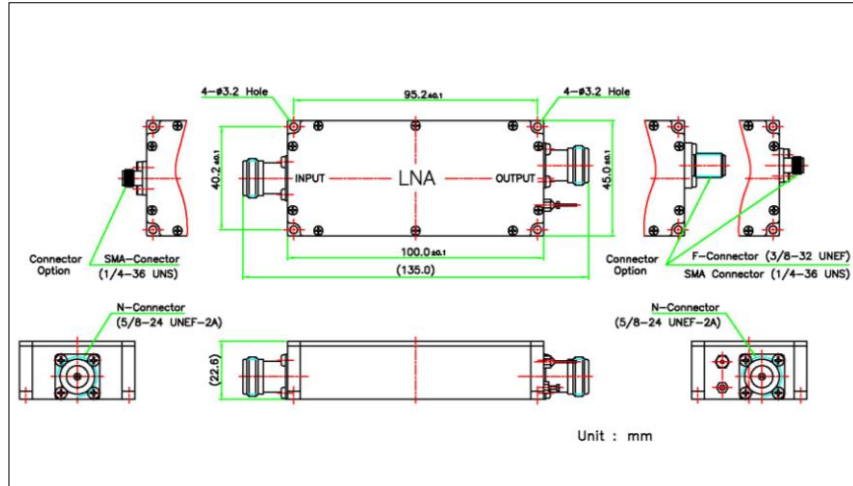 4-ø3.2 Hole
95.2±0.1
4-ø3.2 Hole
40.2±0.1
INPUT
LNA
OUTPUT
45.0±0.1
Connector
Option
SMA-Conector
(1/4-36 UNS)
100.0±0.1
(135.0)
Connector
Option
F-Connector (3/8-32 UNEF)
SMA Connector (1/4-36 UNS)
N-Connector
(5/8-24 UNEF-2A)
(22.6)
N-Connector
(5/8-24 UNEF-2A)
Unit : mm